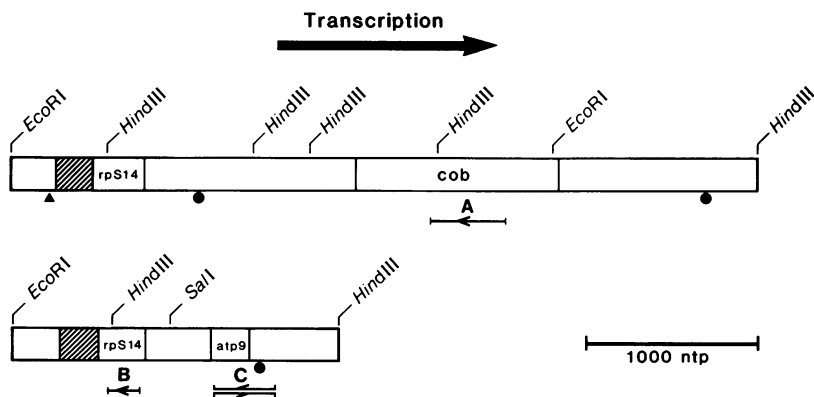 Transcription
EcoRI HindIII HindIII HindIII HindIII EcoRI HindIII
rpS14 cob
A
EcoRI HindIII SalI HindIII
rpS14 atp9
B C
1000 ntp